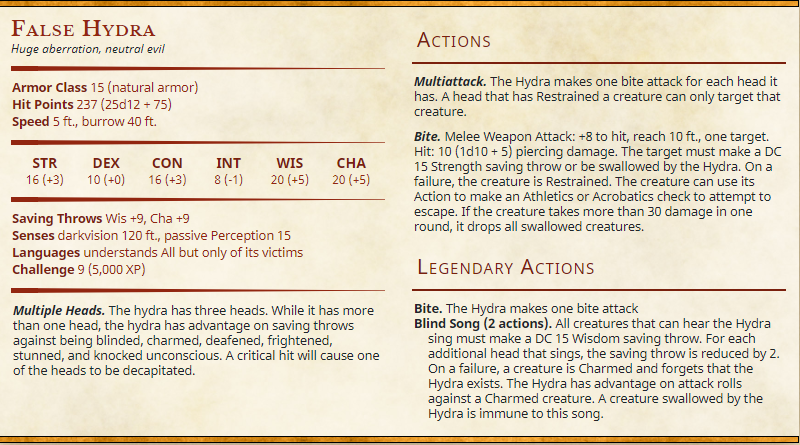 False Hydra
Huge aberration, neutral evil
Armor Class 15 (natural armor)
Hit Points 237 (25d12 + 75)
Speed 5 ft., burrow 40 ft.
STR DEX CON INT WIS CHA
16 (+3) 10 (+0) 16 (+3) 8 (-1) 20 (+5) 20 (+5)
Saving Throws Wis +9, Cha +9
Senses darkvision 120 ft., passive Perception 15
Languages understands All but only of its victims
Challenge 9 (5,000 XP)
Multiple Heads. The hydra has three heads. While it has more
than one head, the hydra has advantage on saving throws
against being blinded, charmed, deafened, frightened,
stunned, and knocked unconscious. A critical hit will cause one
of the heads to be decapitated.
Actions
Multiattack. The Hydra makes one bite attack for each head it
has. A head that has Restrained a creature can only target that
creature.
Bite. Melee Weapon Attack: +8 to hit, reach 10 ft., one target.
Hit: 10 (1d10 + 5) piercing damage. The target must make a DC
15 Strength saving throw or be swallowed by the Hydra. On a
failure, the creature is Restrained. The creature can use its
Action to make an Athletics or Acrobatics check to attempt to
escape. If the creature takes more than 30 damage in one
round, it drops all swallowed creatures.
Legendary Actions
Bite. The Hydra makes one bite attack
Blind Song (2 actions). All creatures that can hear the Hydra
sing must make a DC 15 Wisdom saving throw. For each
additional head that sings, the saving throw is reduced by 2.
On a failure, a creature is Charmed and forgets that the
Hydra exists. The Hydra has advantage on attack rolls
against a Charmed creature. A creature swallowed by the
Hydra is immune to this song.